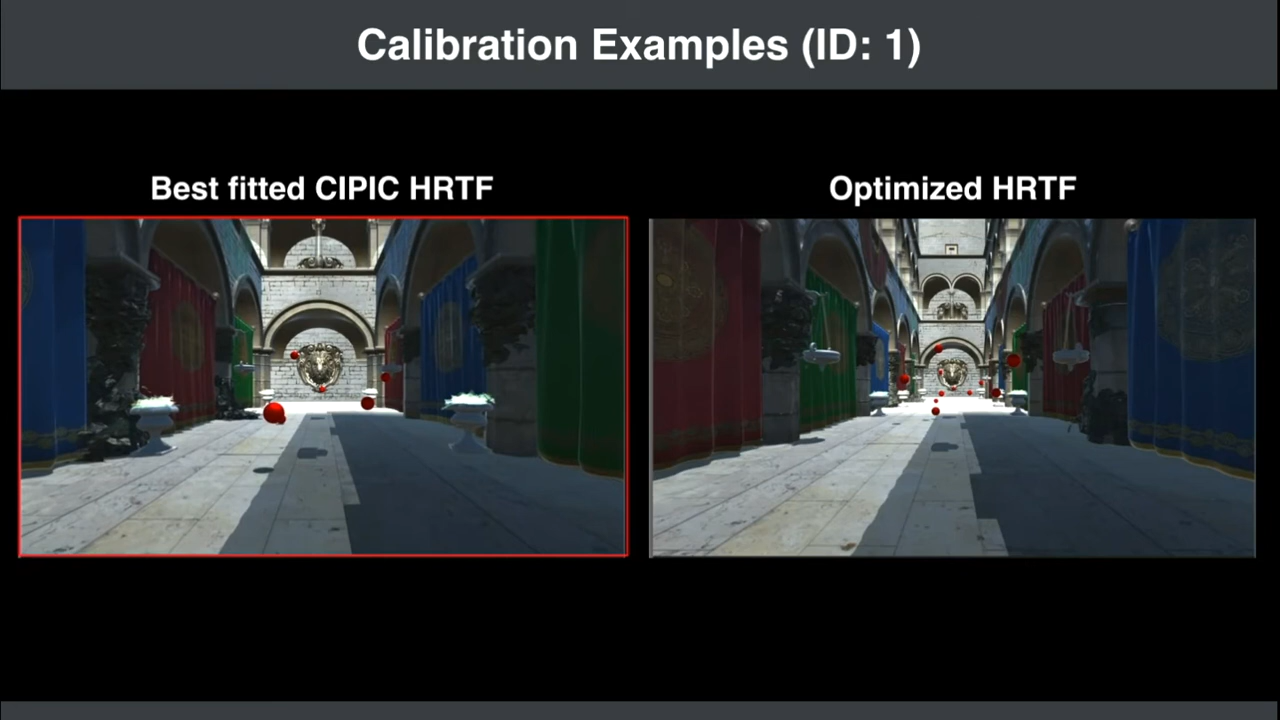 Calibration Examples (ID: 1)
Best fitted CIPIC HRTF
Optimized HRTF